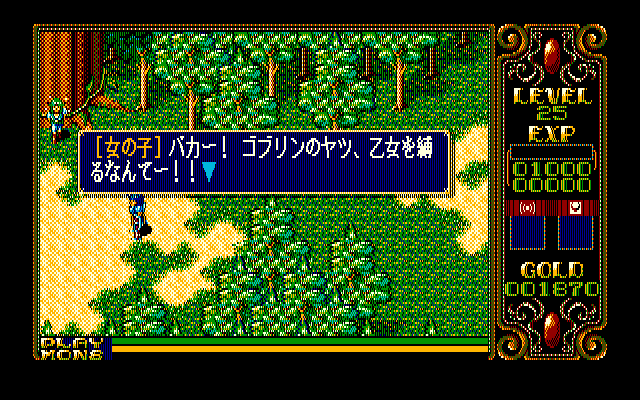 [女の子] バカー! ゴブリンのヤツ、乙女を縛
るなんてー!!▼
LEVEL
25
EXP
01000
00000
GOLD
001870
PLAY
MONS